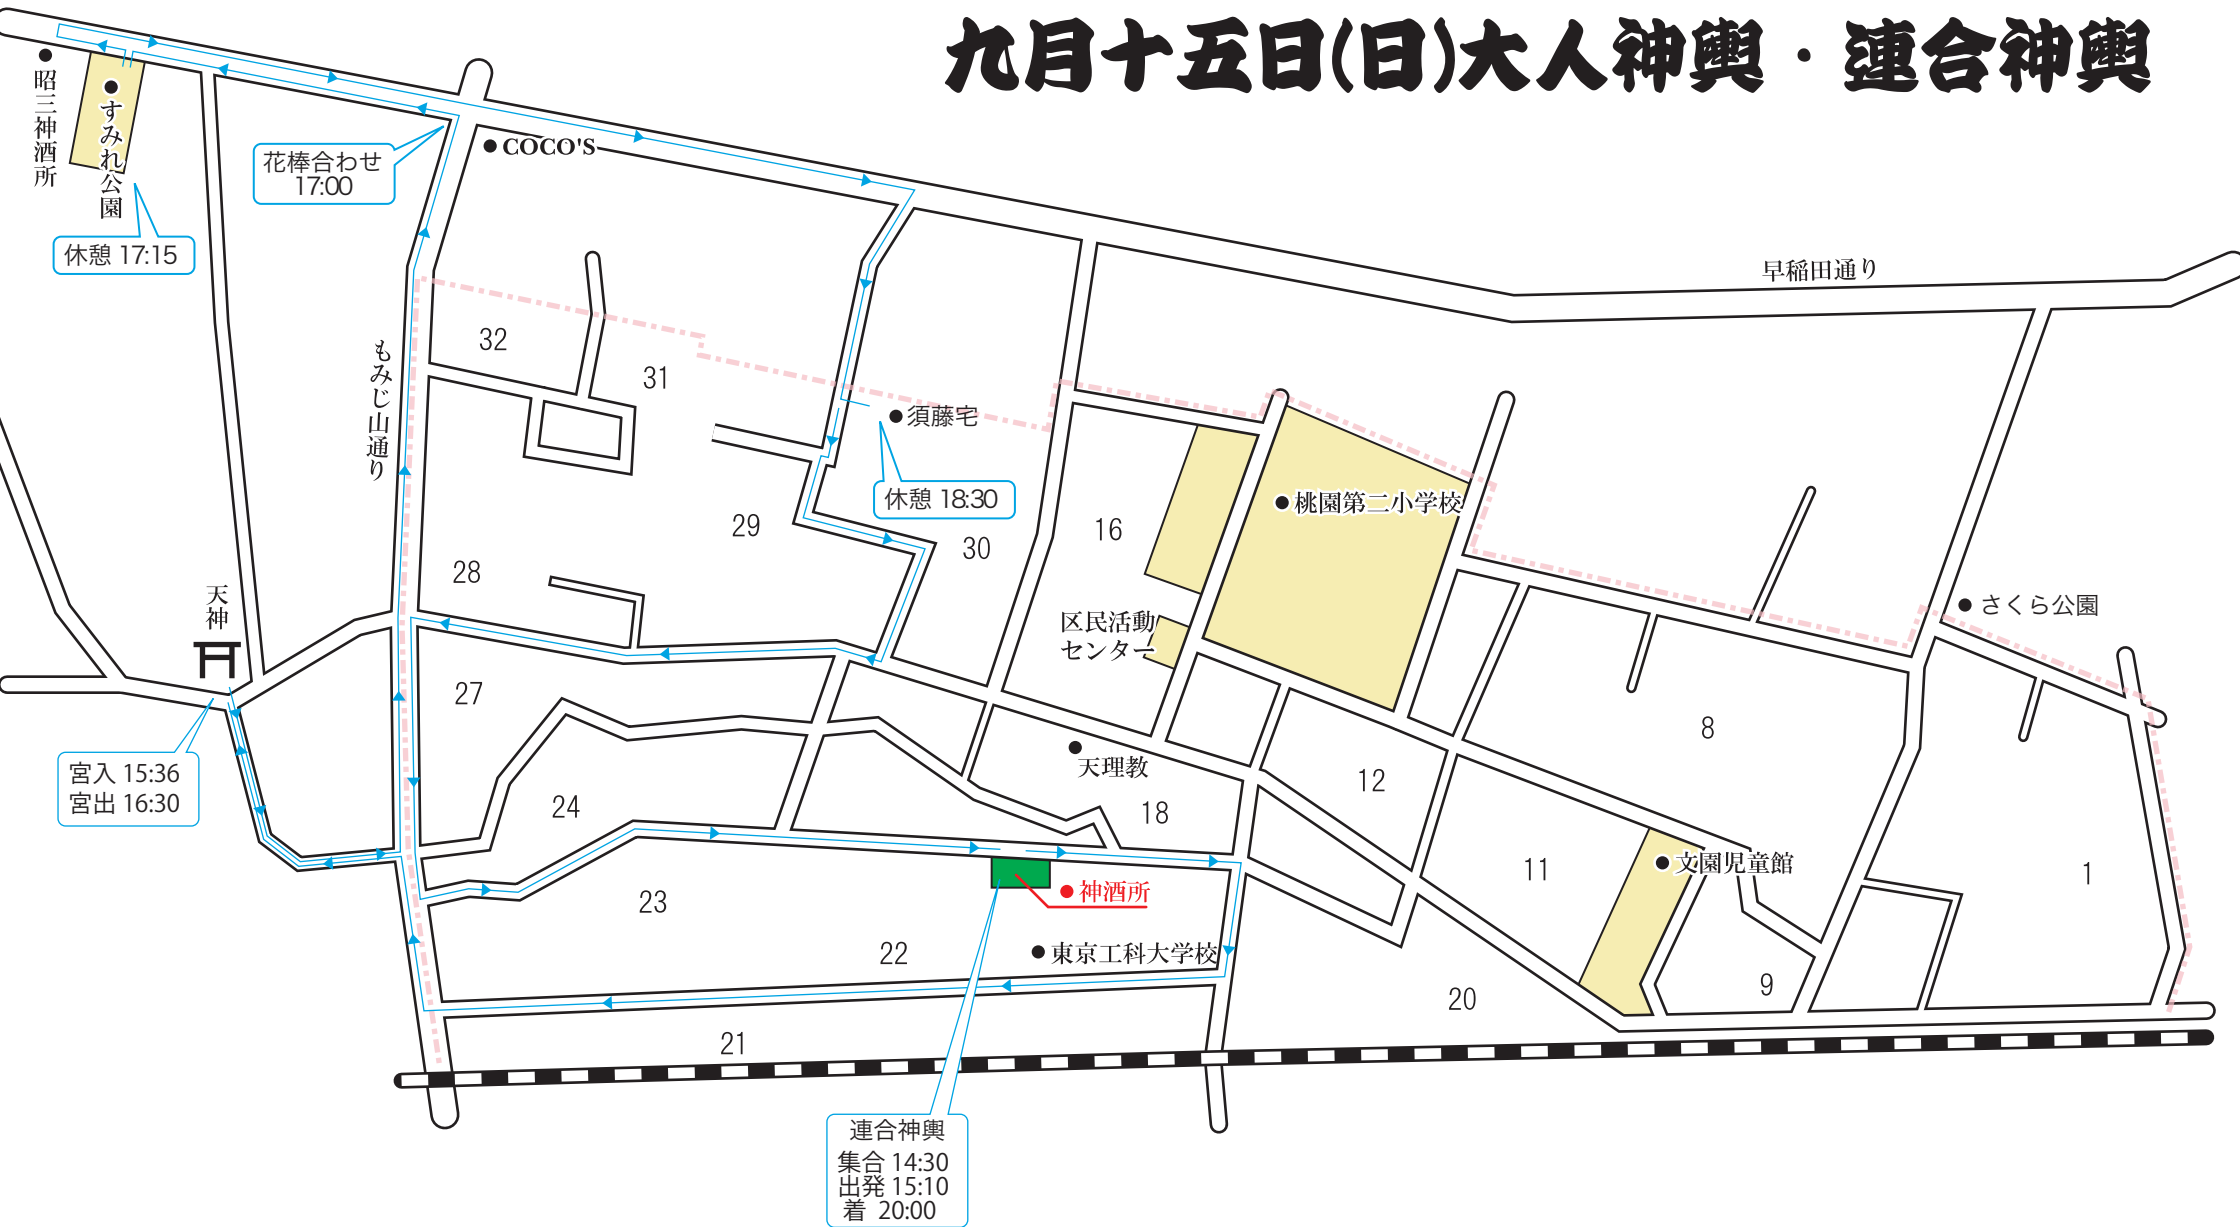 九月十五日(日)大人神輿・連合神輿
昭三神酒所
すみれ公園
花棒合わせ
17:00
COCO'S
休憩 17:15
早稲田通り
もみじ山通り
32
31
須藤宅
休憩 18:30
桃園第二小学校
29
30
16
28
天神
区民活動
センター
さくら公園
27
8
宮入 15:36
宮出 16:30
天理教
12
24
18
文園児童館
11
1
神酒所
23
22
東京工科大学校
9
20
21
連合神輿
集合 14:30
出発 15:10
着 20:00